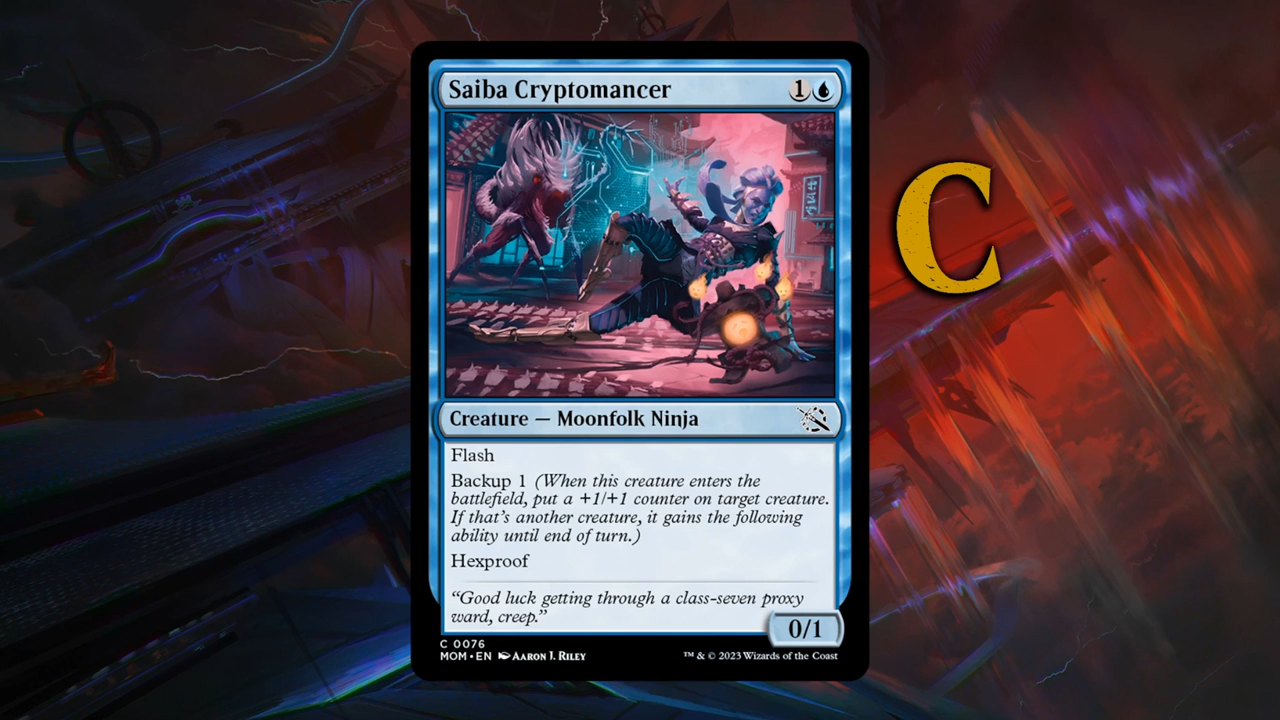 Saiba Cryptomancer 1
C
Creature — Moonfolk Ninja
Flash
Backup 1 (When this creature enters the
battlefield, put a +1/+1 counter on target creature.
If that's another creature, it gains the following
ability until end of turn.)
Hexproof
“Good luck getting through a class-seven proxy
ward, creep.”
0/1
C 0076
MOM • EN Aaron J. Riley
™ & © 2023 Wizards of the Coast